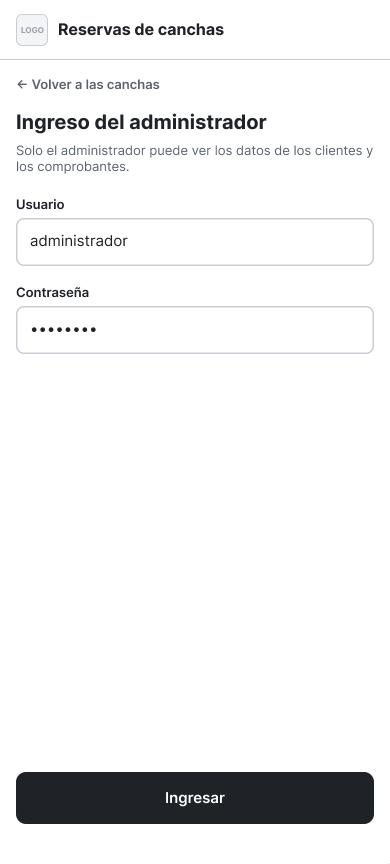 LOGO
Reservas de canchas
← Volver a las canchas
Ingreso del administrador
Solo el administrador puede ver los datos de los clientes y
los comprobantes.
Usuario
administrador
Contraseña
••••••••
Ingresar